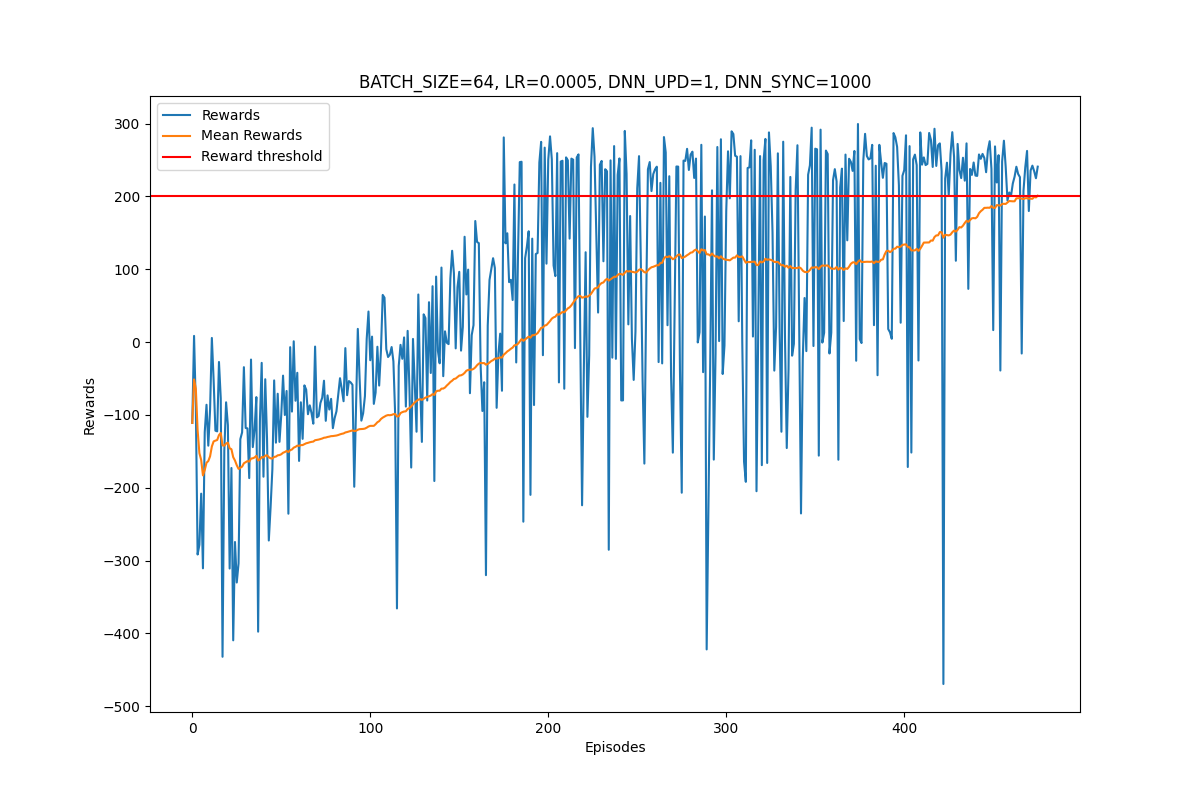 BATCH_SIZE=64, LR=0.0005, DNN_UPD=1, DNN_SYNC=1000
Rewards
Mean Rewards
Reward threshold
300
200
100
0
−100
−200
−300
−400
−500
Rewards
0
100
200
300
400
Episodes